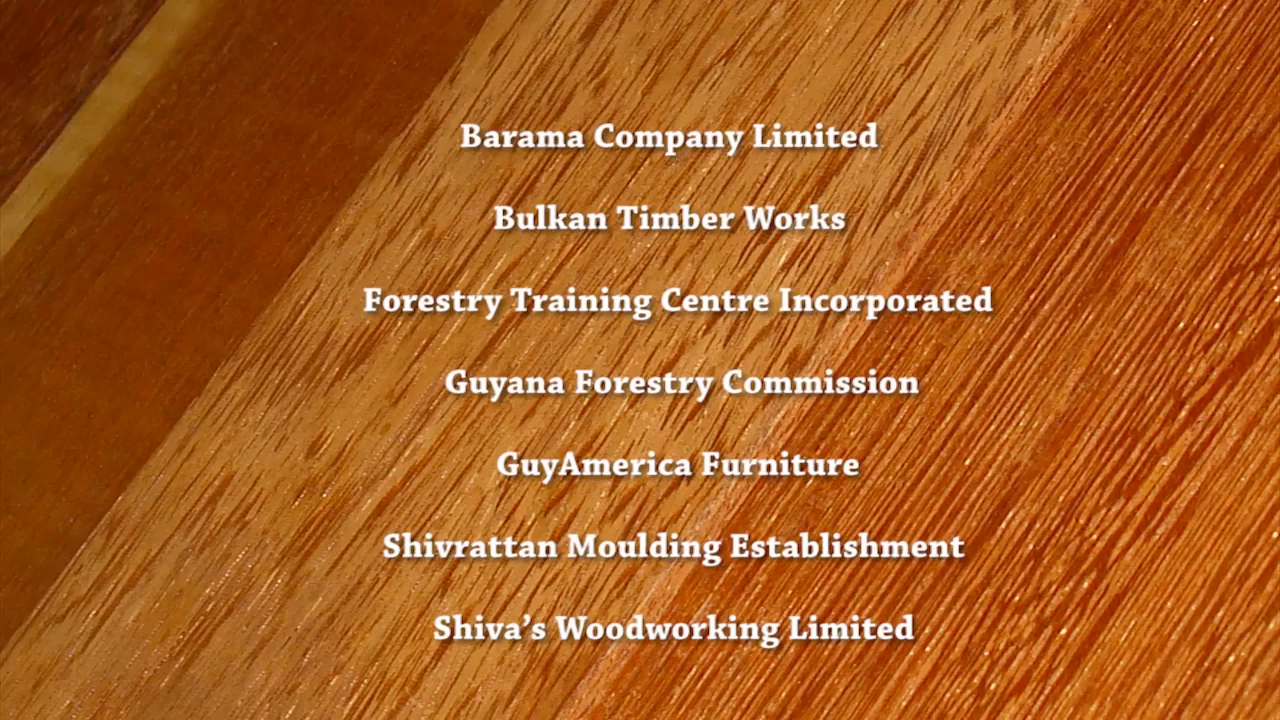 Barama Company Limited
Bulkan Timber Works
Forestry Training Centre Incorporated
Guyana Forestry Commission
GuyAmerica Furniture
Shivrattan Moulding Establishment
Shiva’s Woodworking Limited